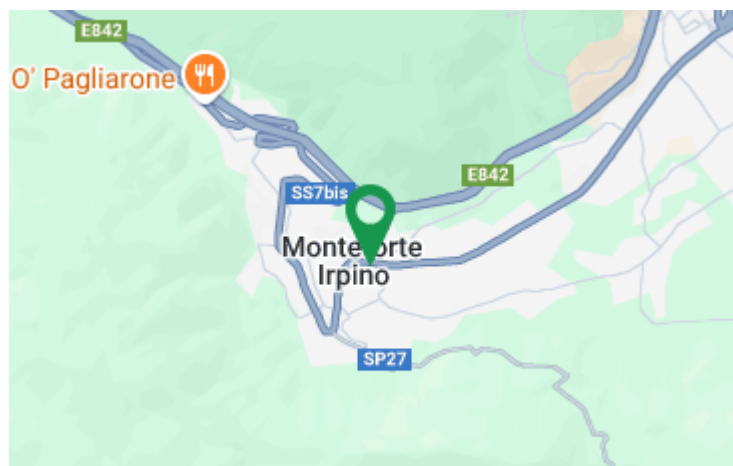 E842
O' Pagliarone
E842
SS7bis
Monteforte
Irpino
SP27